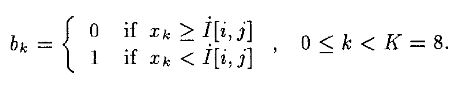 b_k = { 0 if x_k ≥ İ[i, j]
1 if x_k < İ[i, j] , 0 ≤ k < K = 8.